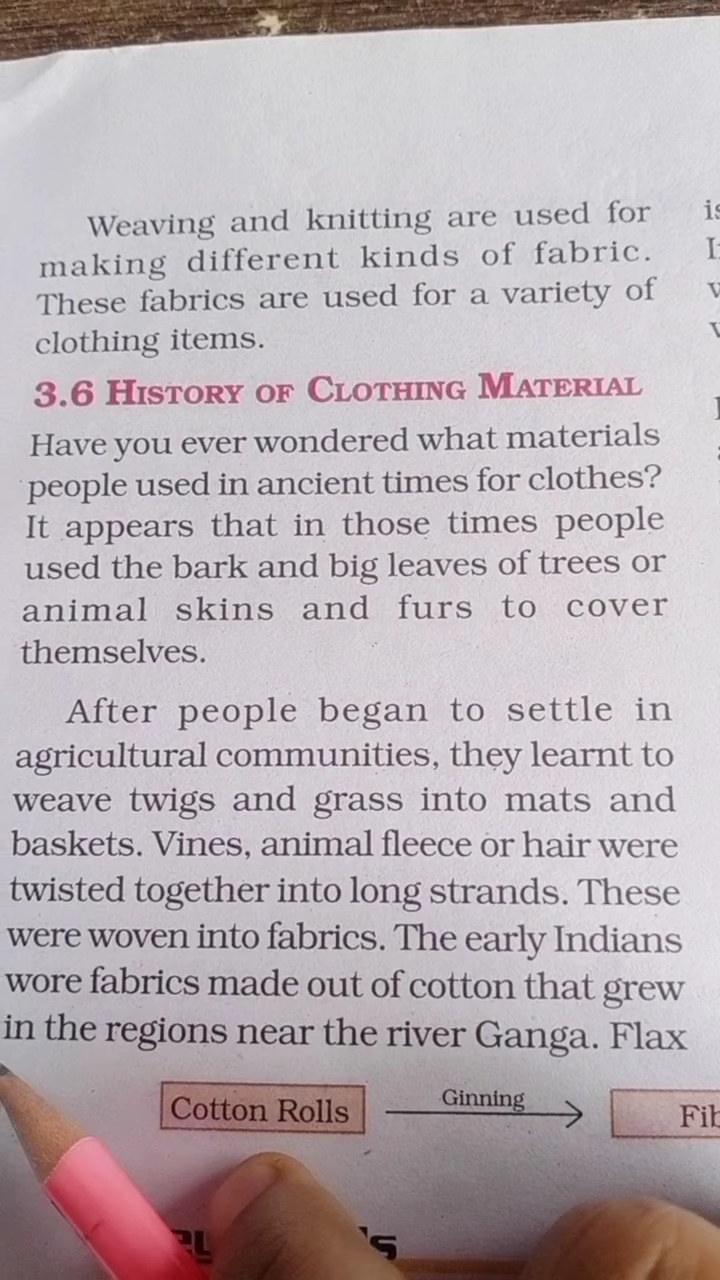 Weaving and knitting are used for
making different kinds of fabric.
These fabrics are used for a variety of
clothing items.
3.6 HISTORY OF CLOTHING MATERIAL
Have you ever wondered what materials
people used in ancient times for clothes?
It appears that in those times people
used the bark and big leaves of trees or
animal skins and furs to cover
themselves.
After people began to settle in
agricultural communities, they learnt to
weave twigs and grass into mats and
baskets. Vines, animal fleece or hair were
twisted together into long strands. These
were woven into fabrics. The early Indians
wore fabrics made out of cotton that grew
in the regions near the river Ganga. Flax
Cotton Rolls
Ginning